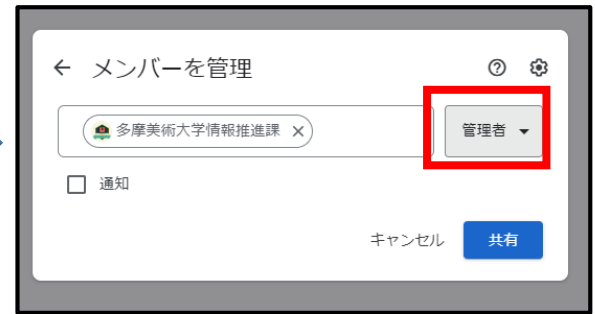 メンバーを管理
多摩美術大学情報推進課
管理者
通知
キャンセル 共有